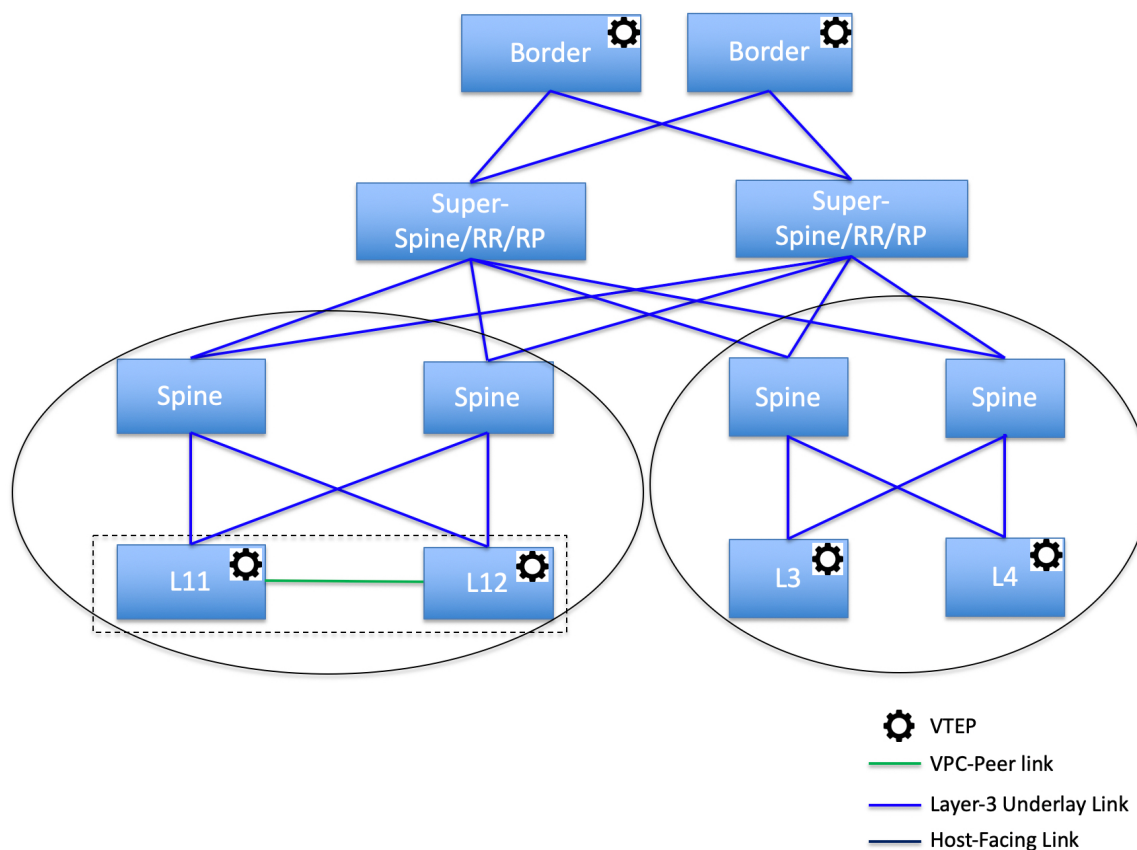 Border
Border
Super-
Spine/RR/RP
Super-
Spine/RR/RP
Spine
Spine
Spine
Spine
L11
L12
L3
L4
VTEP
VPC-Peer link
Layer-3 Underlay Link
Host-Facing Link